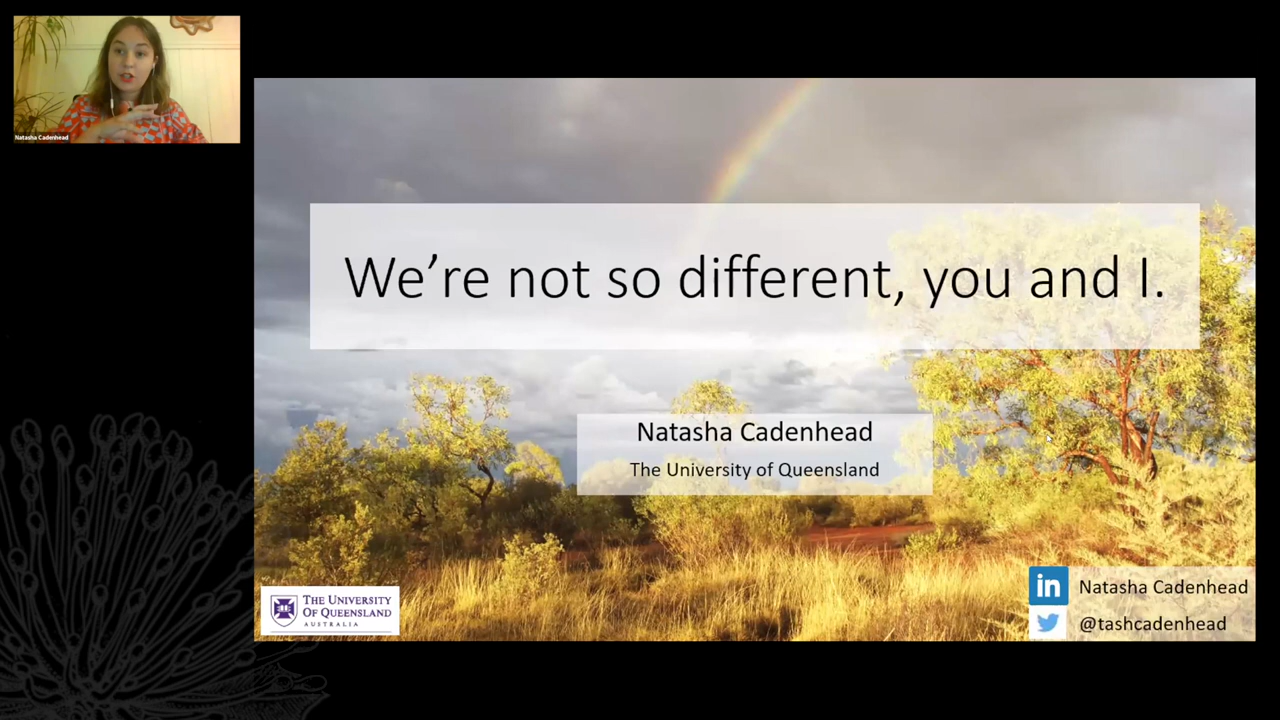 Natasha Cadenhead
We’re not so different, you and I.
Natasha Cadenhead
The University of Queensland
THE UNIVERSITY
OF QUEENSLAND
AUSTRALIA
in
Natasha Cadenhead
@tashcadenhead